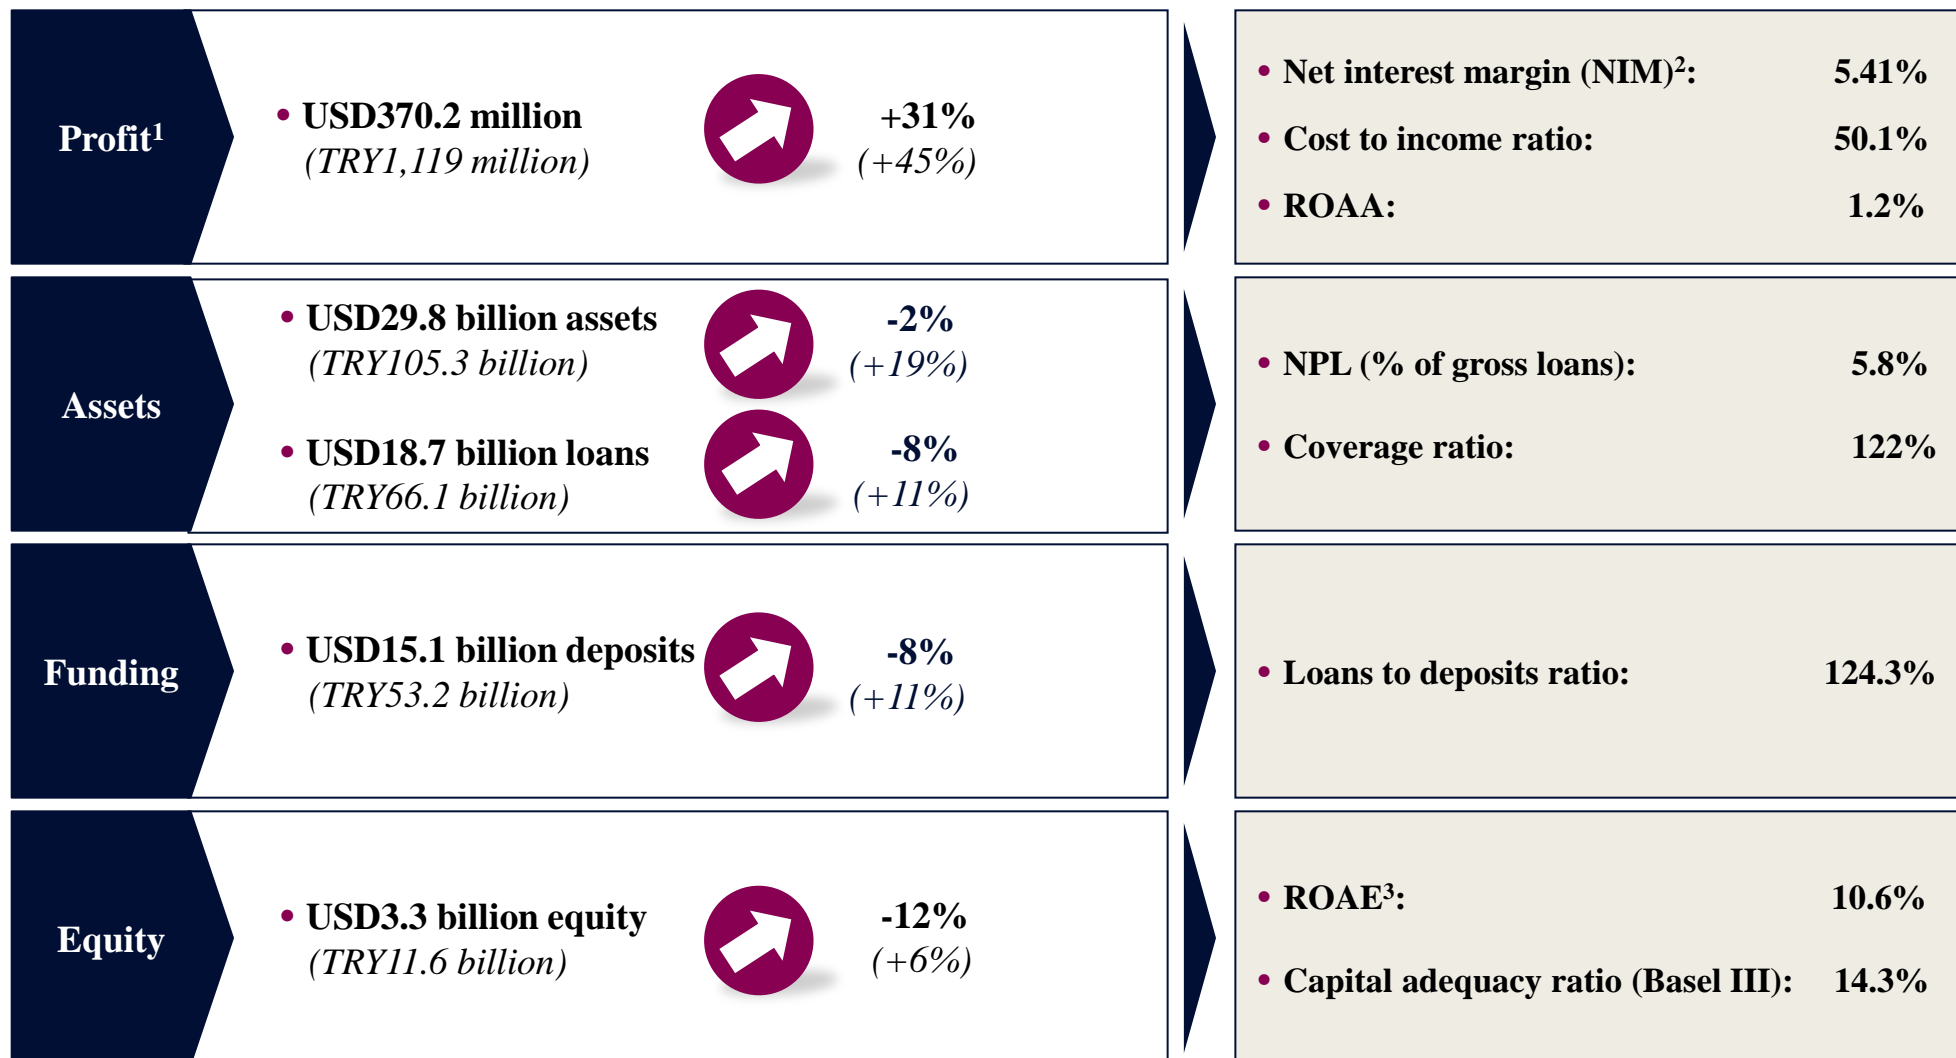 Profit¹
• USD370.2 million
(TRY1,119 million)
+31%
(+45%)
• Net interest margin (NIM)²: 5.41%
• Cost to income ratio: 50.1%
• ROAA: 1.2%
Assets
• USD29.8 billion assets
(TRY105.3 billion)
-2%
(+19%)
• USD18.7 billion loans
(TRY66.1 billion)
-8%
(+11%)
• NPL (% of gross loans): 5.8%
• Coverage ratio: 122%
Funding
• USD15.1 billion deposits
(TRY53.2 billion)
-8%
(+11%)
• Loans to deposits ratio: 124.3%
Equity
• USD3.3 billion equity
(TRY11.6 billion)
-12%
(+6%)
• ROAE³: 10.6%
• Capital adequacy ratio (Basel III): 14.3%